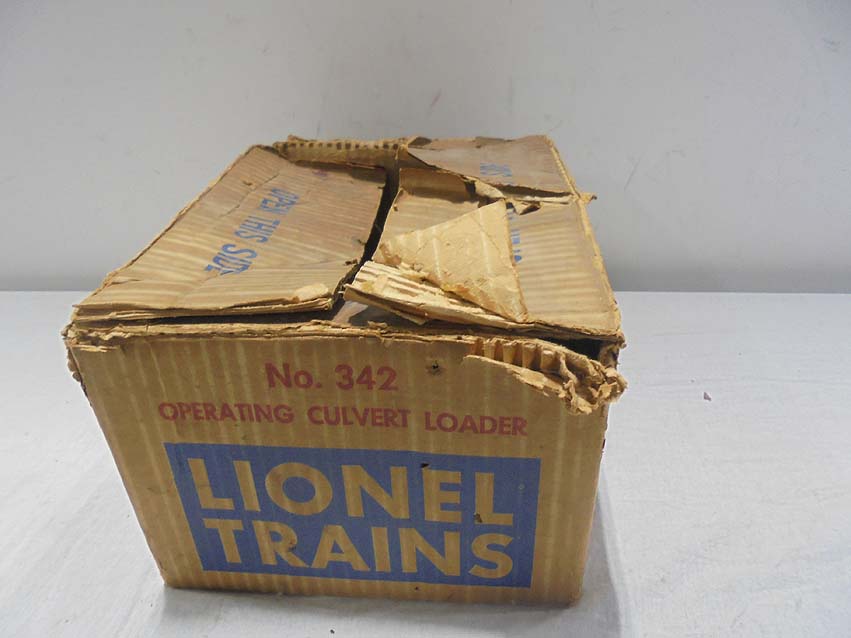 OPEN THIS SIDE
No. 342
OPERATING CULVERT LOADER
LIONEL
TRAINS